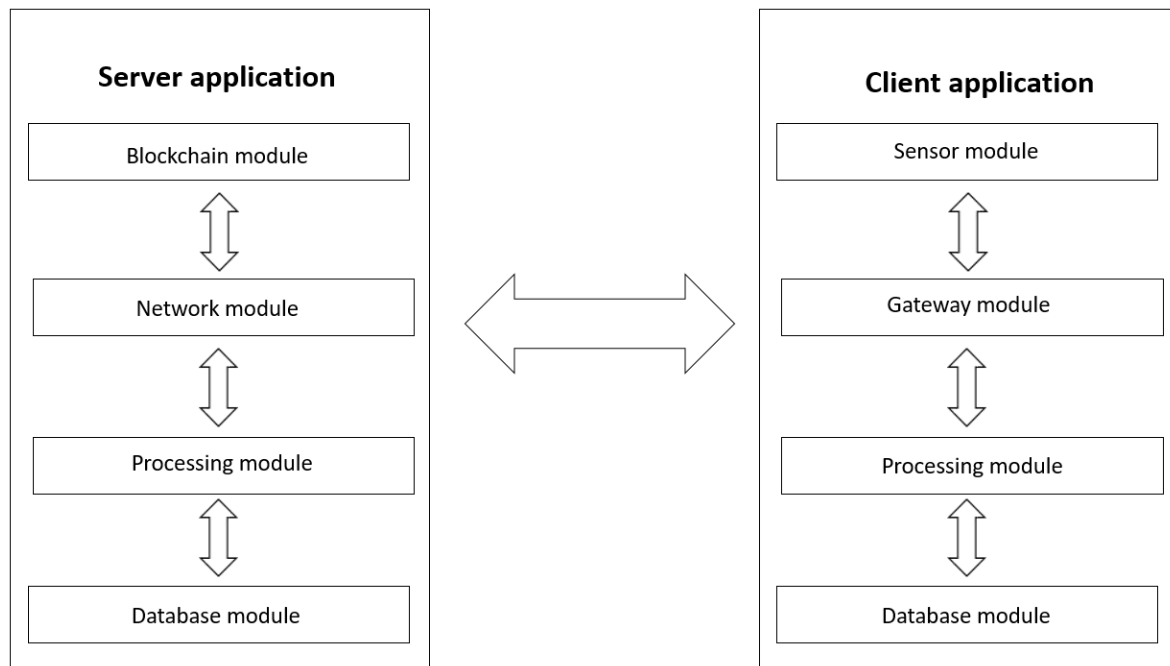 Server application
Blockchain module
Network module
Processing module
Database module
Client application
Sensor module
Gateway module
Processing module
Database module